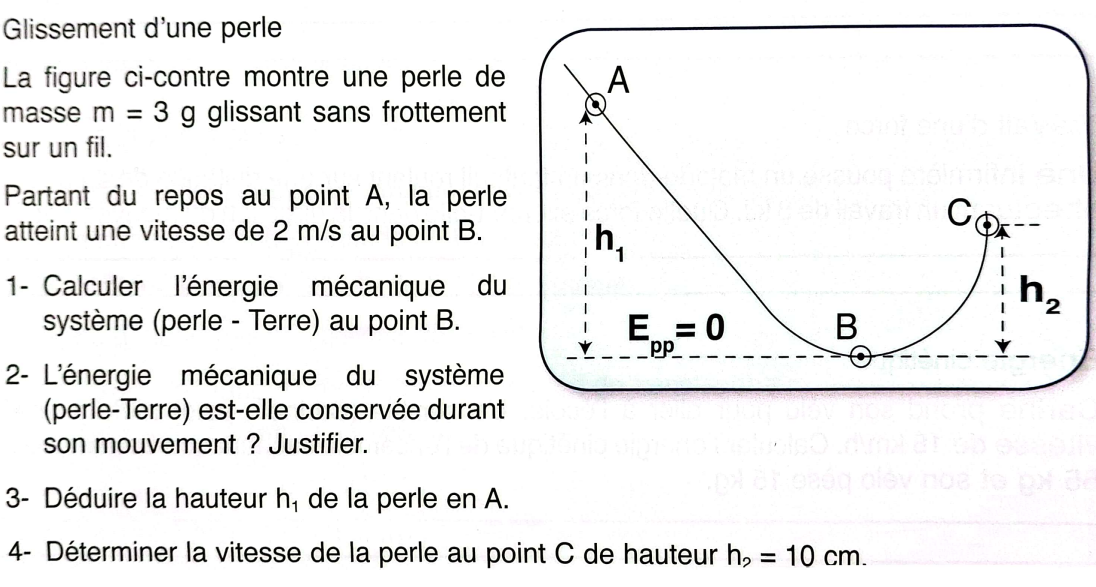 Glissement d'une perle
La figure ci-contre montre une perle de
masse m = 3 g glissant sans frottement
sur un fil.
Partant du repos au point A, la perle
atteint une vitesse de 2 m/s au point B.
1- Calculer l'énergie mécanique du
système (perle - Terre) au point B.
2- L'énergie mécanique du système
(perle-Terre) est-elle conservée durant
son mouvement ? Justifier.
3- Déduire la hauteur h₁ de la perle en A.
4- Déterminer la vitesse de la perle au point C de hauteur h₂ = 10 cm.
A
C
h₁
h₂
Epp = 0
B